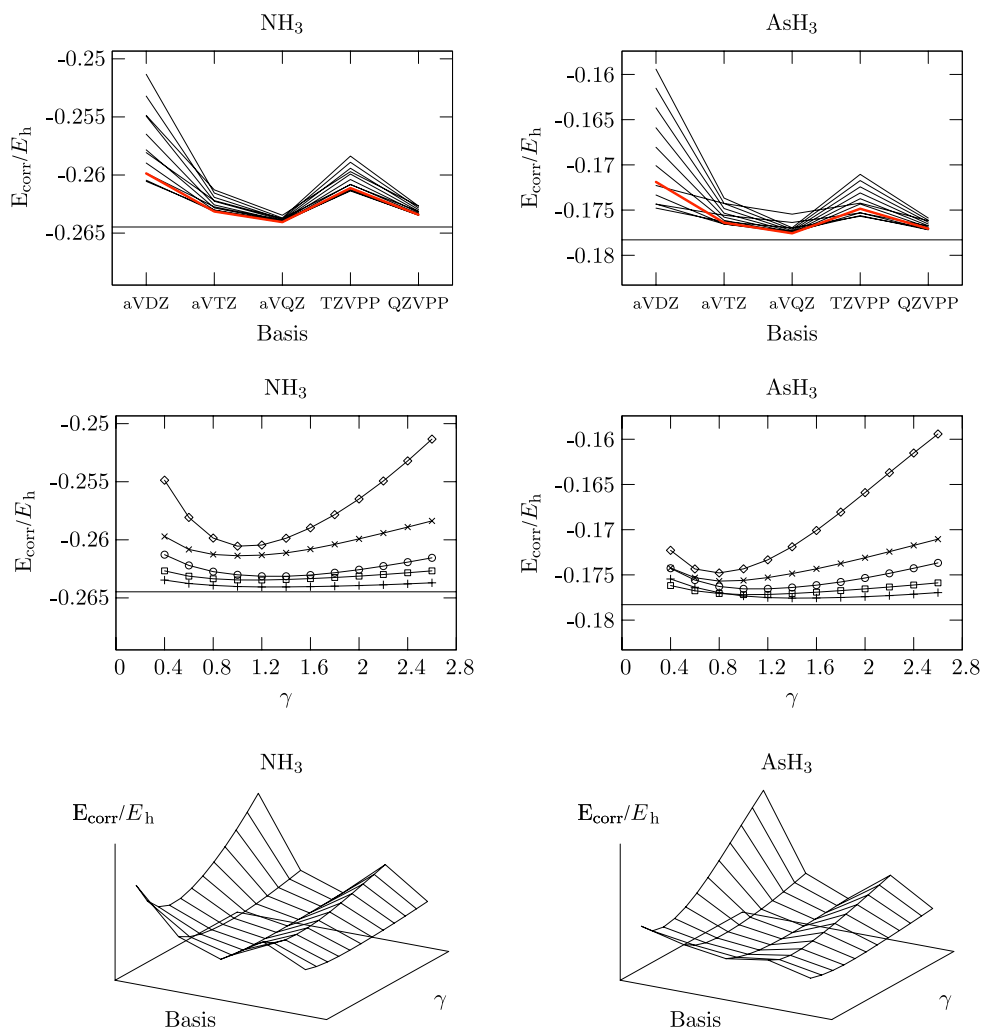 NH3
AsH3
Ecorr/Eh
-0.25
-0.255
-0.26
-0.265
aVDZ aVTZ aVQZ TZVPP QZVPP
Basis
Ecorr/Eh
-0.16
-0.165
-0.17
-0.175
-0.18
aVDZ aVTZ aVQZ TZVPP QZVPP
Basis
NH3
AsH3
Ecorr/Eh
-0.25
-0.255
-0.26
-0.265
0 0.4 0.8 1.2 1.6 2 2.4 2.8
γ
Ecorr/Eh
-0.16
-0.165
-0.17
-0.175
-0.18
0 0.4 0.8 1.2 1.6 2 2.4 2.8
γ
NH3
AsH3
Ecorr/Eh
Basis
γ
Ecorr/Eh
Basis
γ